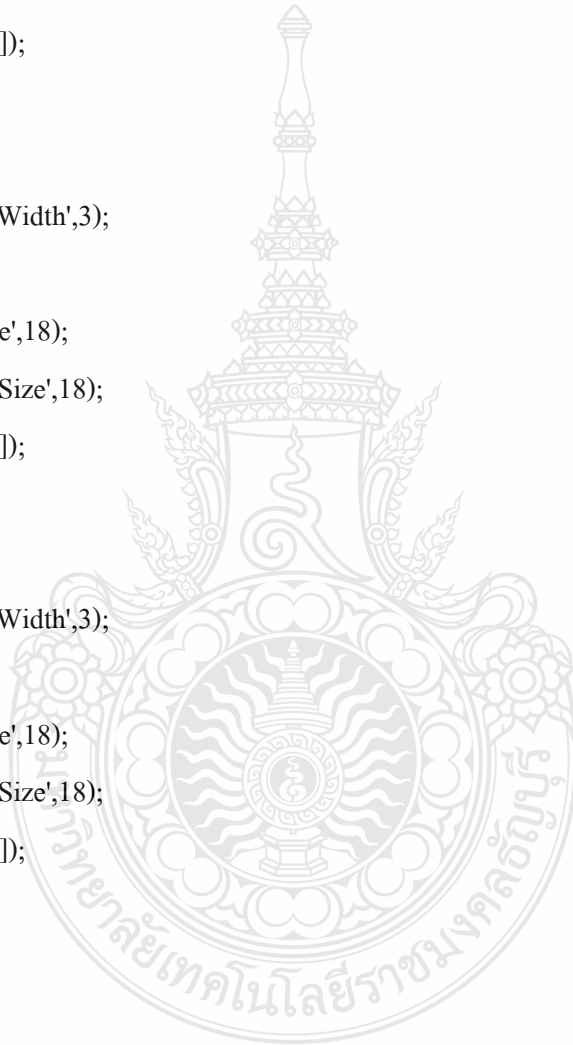 ]);
Width',3);
e',18);
Size',18);
]);
Width',3);
e',18);
Size',18);
]);
มหาวิทยาลัยเทคโนโลยีราชมงคลธัญบุรี